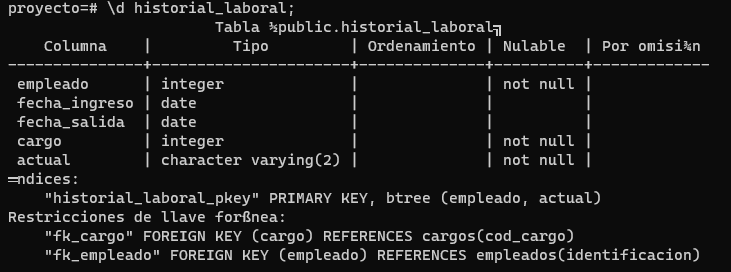 proyecto=# \d historial_laboral;
Tabla ½public.historial_laboral╗
Columna | Tipo | Ordenamiento | Nulable | Por omisi¾n
---------------+----------------------+--------------+----------+-------------
empleado | integer | | not null |
fecha_ingreso | date | | |
fecha_salida | date | | |
cargo | integer | | not null |
actual | character varying(2) | | not null |
═ndices:
"historial_laboral_pkey" PRIMARY KEY, btree (empleado, actual)
Restricciones de llave forßnea:
"fk_cargo" FOREIGN KEY (cargo) REFERENCES cargos(cod_cargo)
"fk_empleado" FOREIGN KEY (empleado) REFERENCES empleados(identificacion)